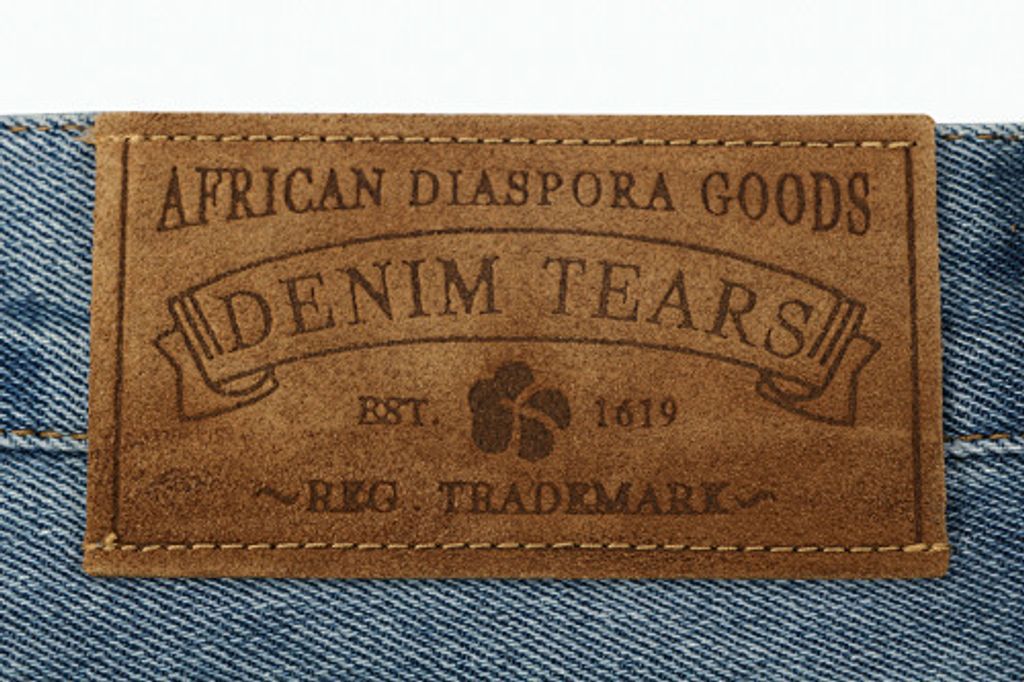 AFRICAN DIASPORA GOODS
DENIM TEARS
EST. 1619
~REG. TRADEMARK~